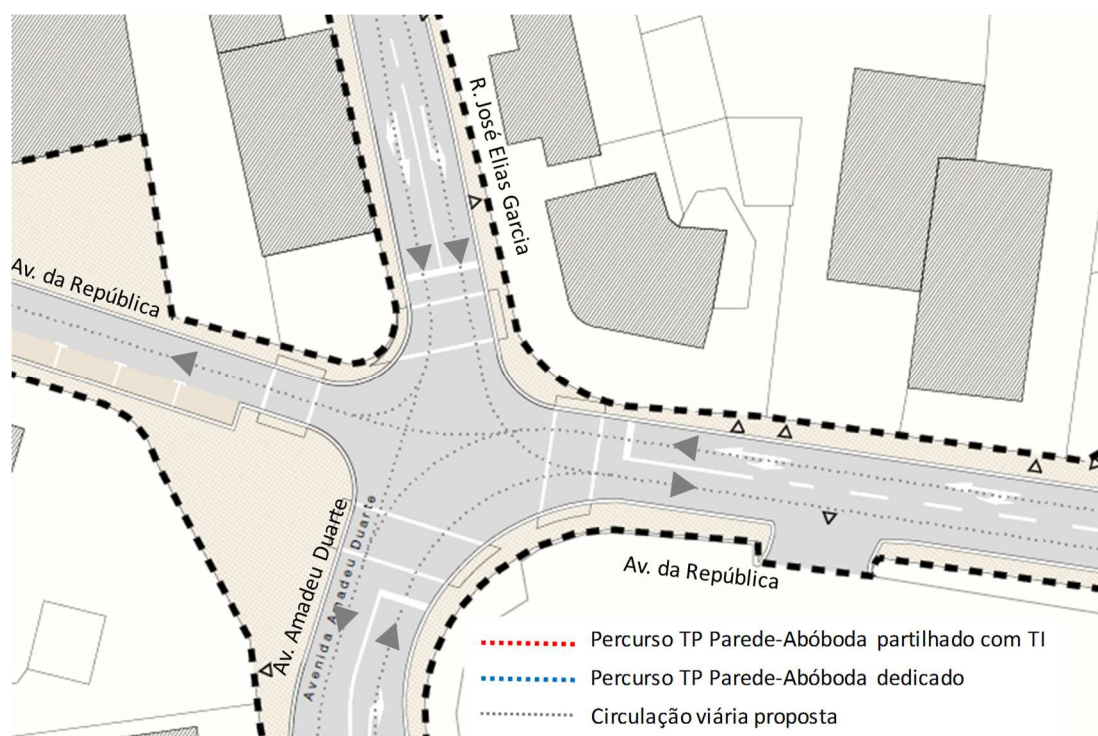 R. José Elias Garcia
Av. da República
Av. Amadeu Duarte
Avenida Amadeu Duarte
Av. da República
Percurso TP Parede-Abóboda partilhado com TI
Percurso TP Parede-Abóboda dedicado
Circulação viária proposta